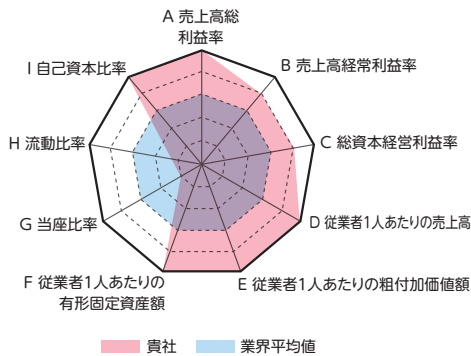 A 売上高総
利益率
B 売上高経常利益率
C 総資本経営利益率
D 従業者1人あたりの売上高
E 従業者1人あたりの粗付加価値額
F 従業者1人あたりの
有形固定資産額
G 当座比率
H 流動比率
I 自己資本比率
貴社
業界平均値